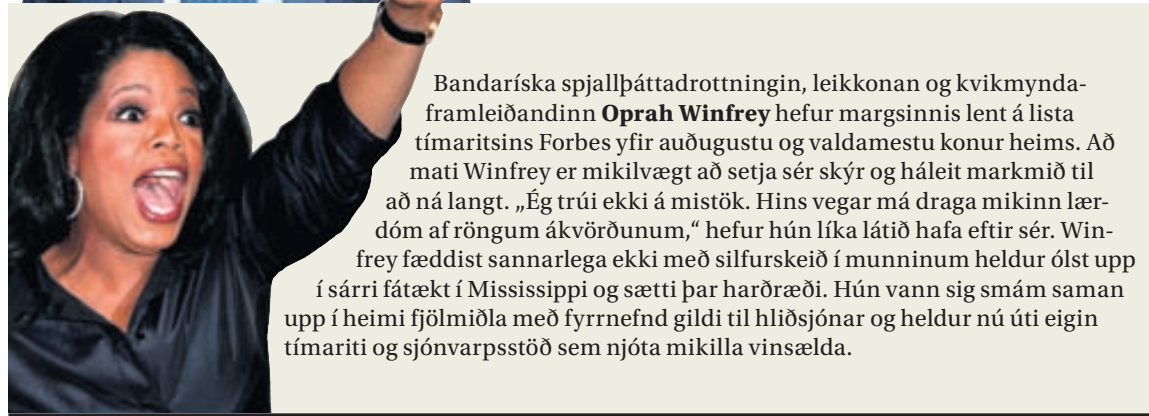 Bandaríska spjallþáttadrottningin, leikkonan og kvikmynda-
framleiðandinn Oprah Winfrey hefur margsinnis lent á lista
tímaritsins Forbes yfir auðugustu og valdamestu konur heims. Að
mati Winfrey er mikilvægt að setja sér skýr og háleit markmið til
að ná langt. „Ég trúi ekki á mistök. Hins vegar má draga mikinn lær-
dóm af röngum ákvörðunum,“ hefur hún líka látið hafa eftir sér. Win-
frey fæddist sannarlega ekki með silfurskeið í munninum heldur ólst upp
í sárri fátækt í Mississippi og sætti þar harðræði. Hún vann sig smám saman
upp í heimi fjölmiðla með fyrrnefnd gildi til hliðsjónar og heldur nú úti eigin
tímariti og sjónvarpsstöð sem njóta mikilla vinsælda.